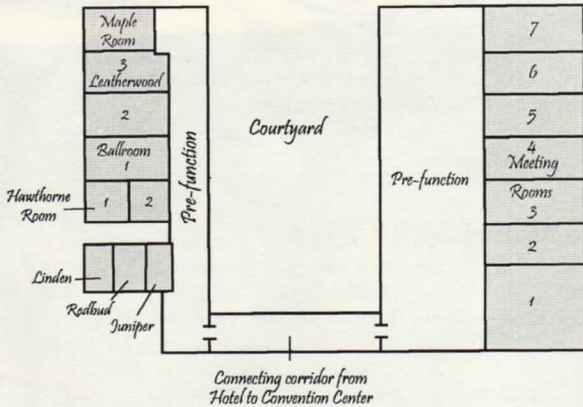 Maple
Room
3
Leatherwood
2
Ballroom
1
Hawthorne
Room
1
2
Linden
Redbud
Juniper
Pre-function
Courtyard
Pre-function
7
6
5
4
Meeting
Rooms
3
2
1
Connecting corridor from
Hotel to Convention Center